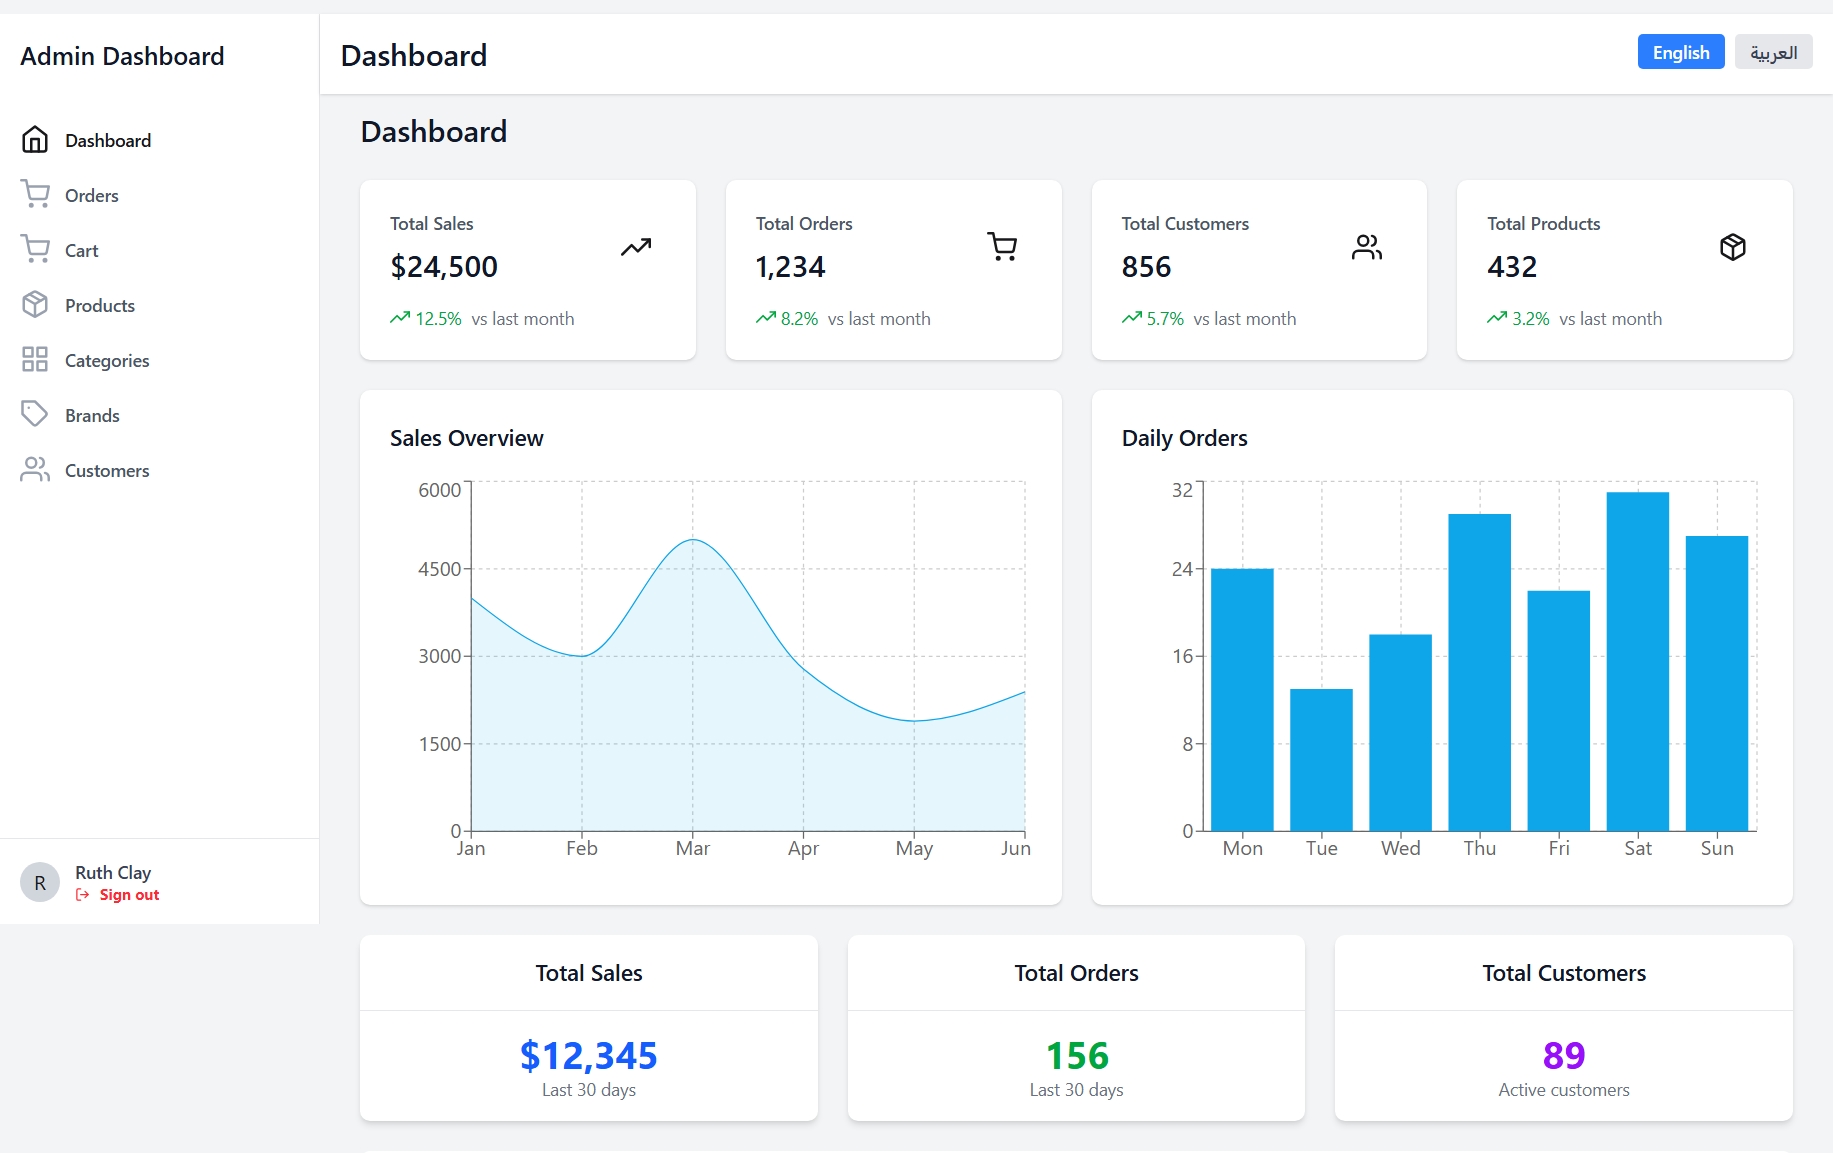 Admin Dashboard
Dashboard
Orders
Cart
Products
Categories
Brands
Customers
R
Ruth Clay
Sign out
Dashboard
English
العربية
Dashboard
Total Sales
$24,500
12.5% vs last month
Total Orders
1,234
8.2% vs last month
Total Customers
856
5.7% vs last month
Total Products
432
3.2% vs last month
Sales Overview
6000
4500
3000
1500
0
Jan Feb Mar Apr May Jun
Daily Orders
32
24
16
8
0
Mon Tue Wed Thu Fri Sat Sun
Total Sales
$12,345
Last 30 days
Total Orders
156
Last 30 days
Total Customers
89
Active customers